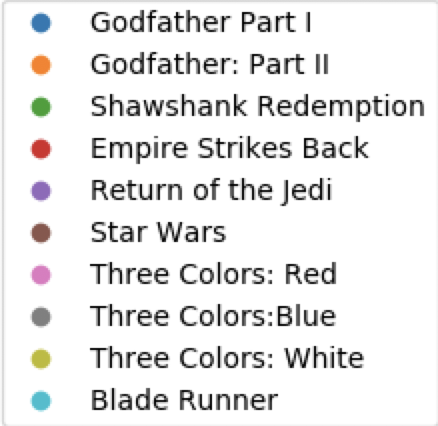 Godfather Part I
Godfather: Part II
Shawshank Redemption
Empire Strikes Back
Return of the Jedi
Star Wars
Three Colors: Red
Three Colors:Blue
Three Colors: White
Blade Runner